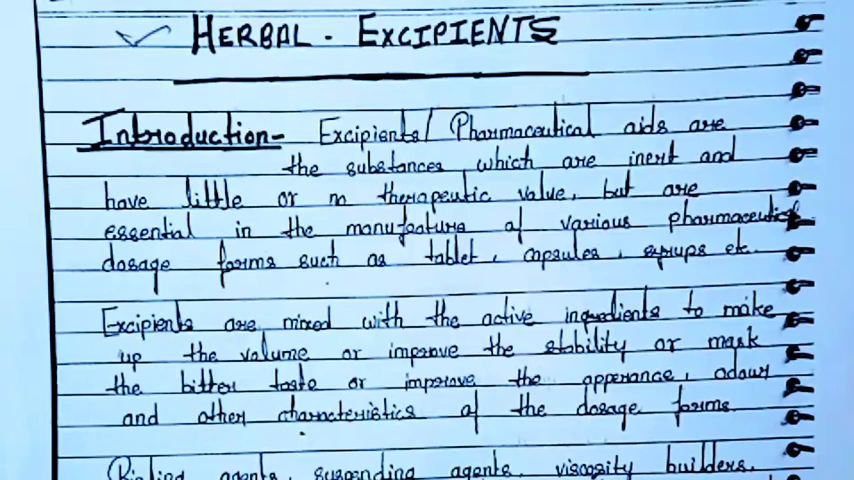 HERBAL - EXCIPIENTS
Introduction- Excipients/ Pharmaceutical aids are
the substances which are inert and
have little or no therapeutic value, but are
essential in the manufacture of various pharmaceutical
dosage forms such as tablet, capsules, syrups etc.
Excipients are mixed with the active ingredients to make
up the volume or improve the stability or mask
the bitter taste or improve the apperance, odour
and other characteristics of the dosage forms.
Binding agents, suspending agents, viscosity builders,